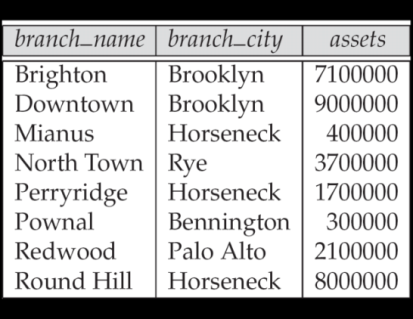 branch_name branch_city assets
Brighton Brooklyn 7100000
Downtown Brooklyn 9000000
Mianus Horseneck 400000
North Town Rye 3700000
Perryridge Horseneck 1700000
Pownal Bennington 300000
Redwood Palo Alto 2100000
Round Hill Horseneck 8000000